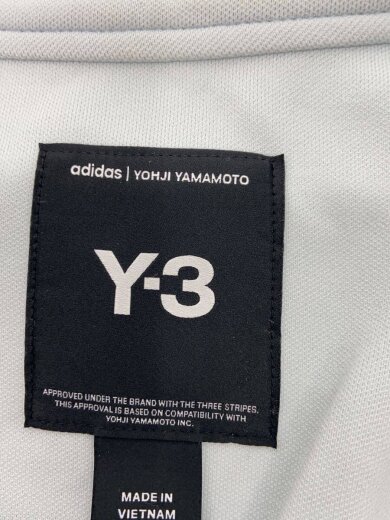 adidas | YOHJI YAMAMOTO
Y-3
APPROVED UNDER THE BRAND WITH THE THREE STRIPES.
THIS APPROVAL IS BASED ON COMPATIBILITY WITH
YOHJI YAMAMOTO INC.
MADE IN
VIETNAM